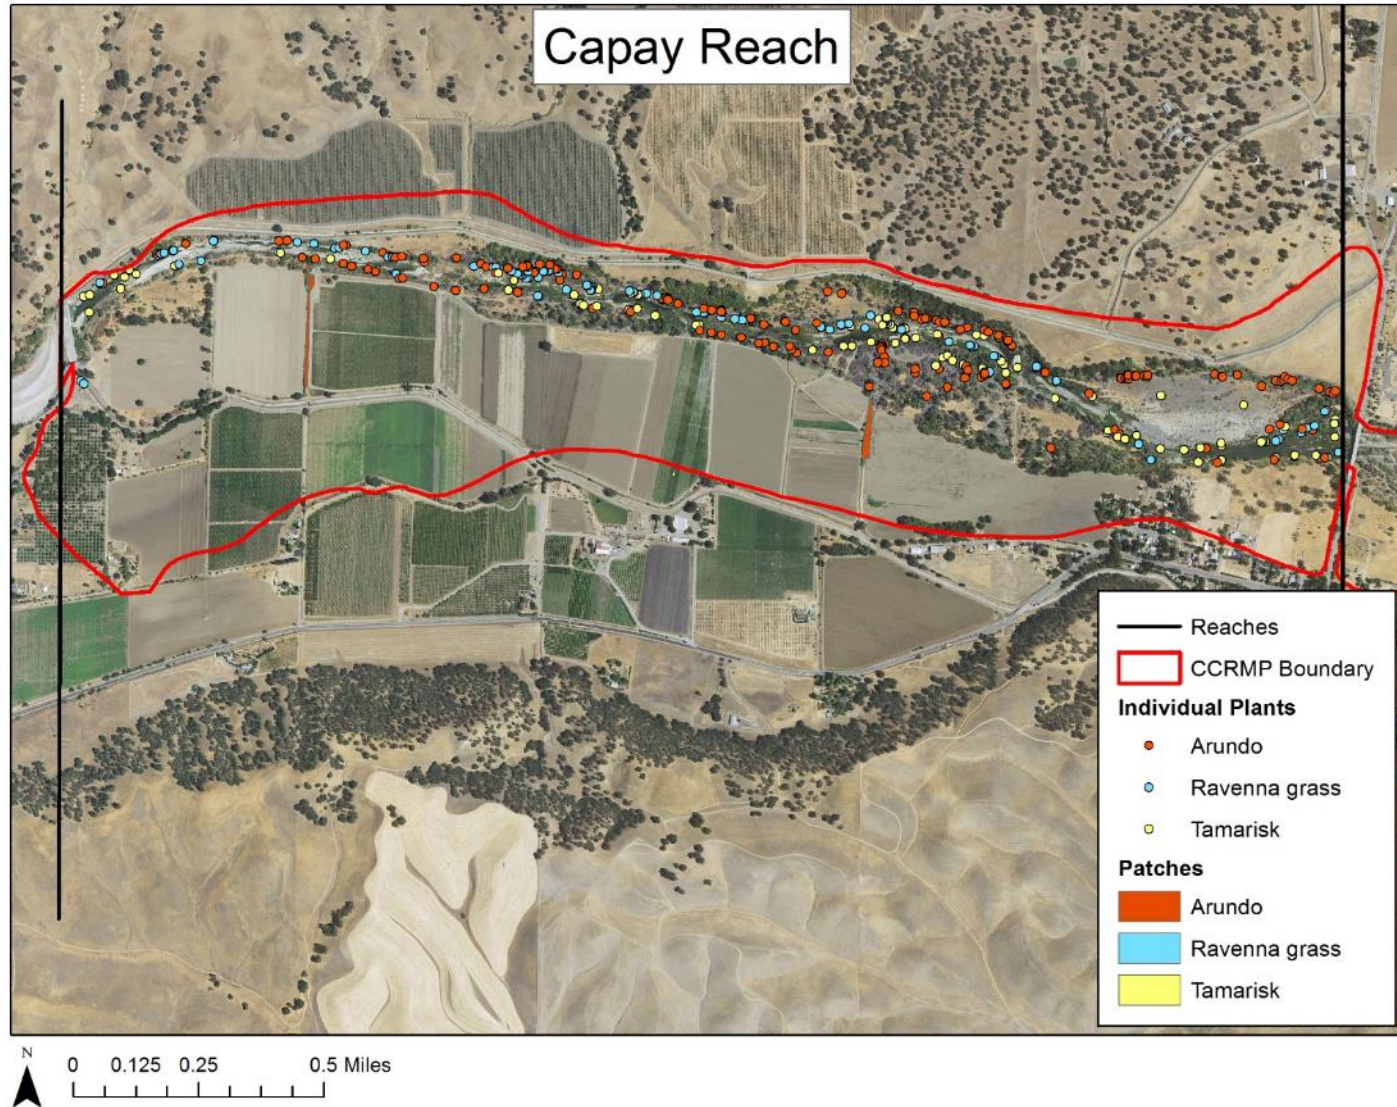 Capay Reach
Reaches
CCRMP Boundary
Individual Plants
Arundo
Ravenna grass
Tamarisk
Patches
Arundo
Ravenna grass
Tamarisk
N
0 0.125 0.25 0.5 Miles